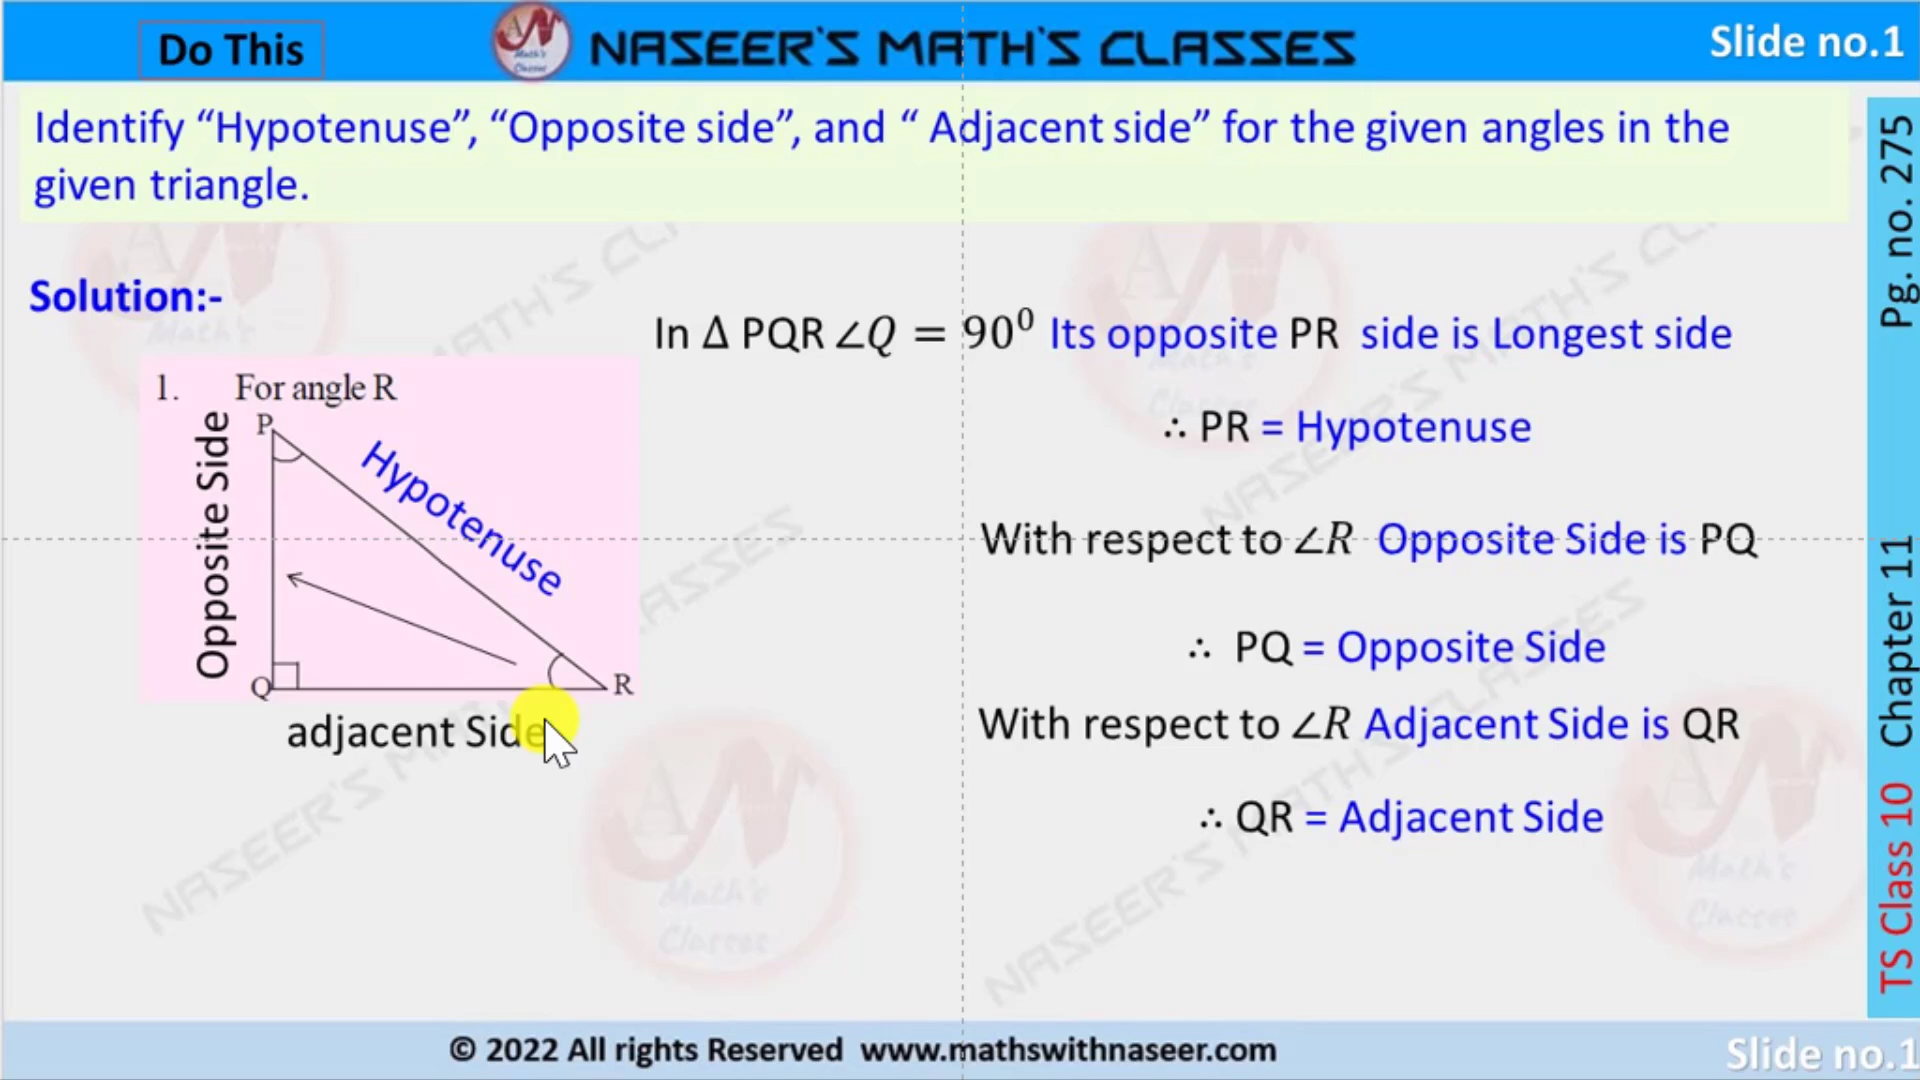 Do This
AN
Math's
Classes
NASEER'S MATH'S CLASSES
Slide no.1
Identify “Hypotenuse”, “Opposite side”, and “ Adjacent side” for the given angles in the
given triangle.
Solution:-
In Δ PQR ∠Q = 90⁰ Its opposite PR side is Longest side
∴ PR = Hypotenuse
1. For angle R
P
Opposite Side
Hypotenuse
Q
R
adjacent Side
With respect to ∠R Opposite Side is PQ
∴ PQ = Opposite Side
With respect to ∠R Adjacent Side is QR
∴ QR = Adjacent Side
Pg. no. 275
TS Class 10 Chapter 11
© 2022 All rights Reserved www.mathswithnaseer.com
Slide no.1